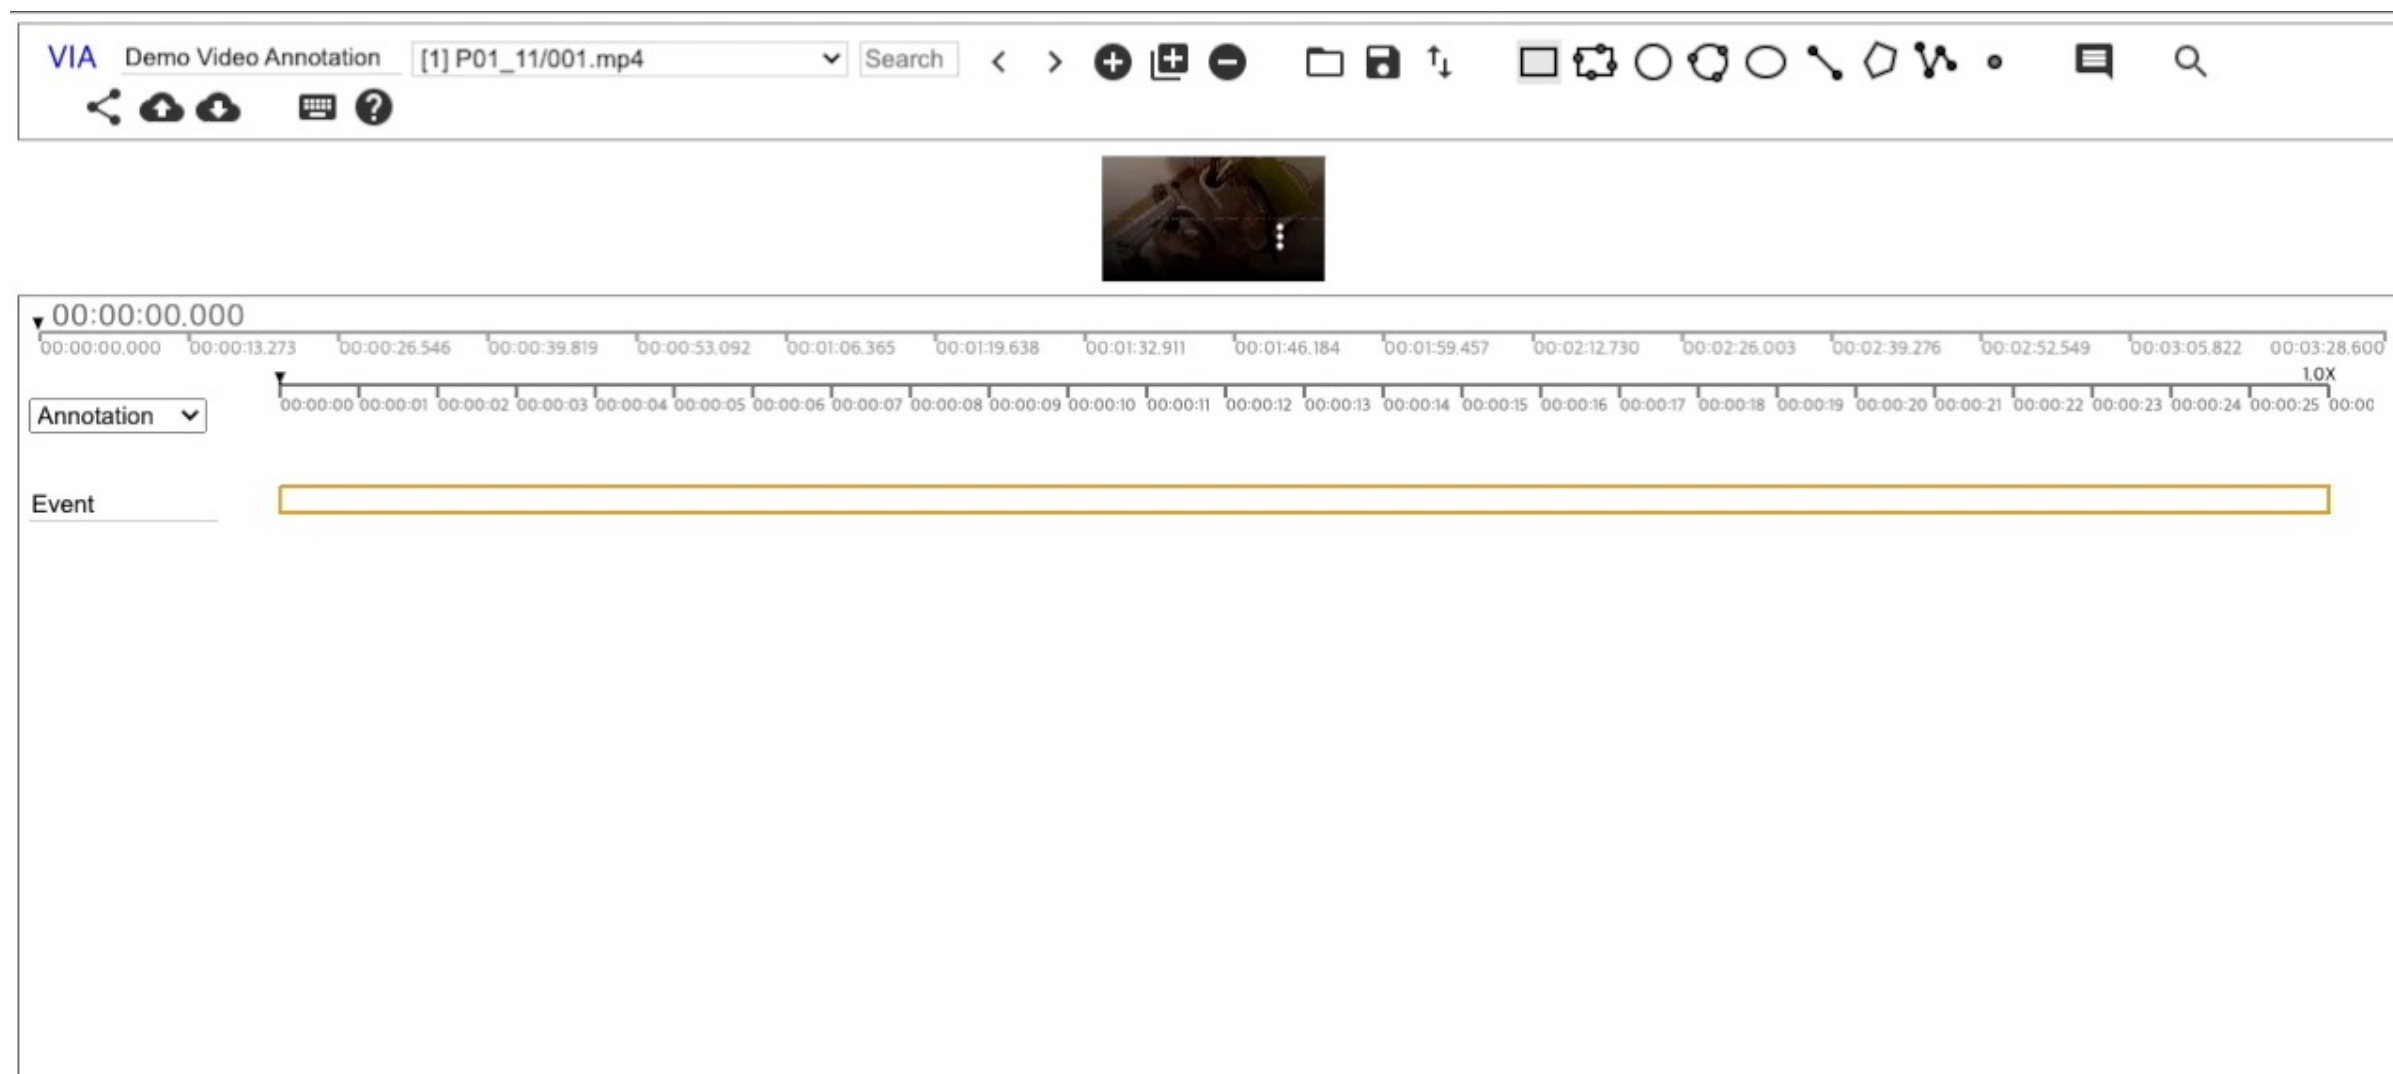 VIA Demo Video Annotation [1] P01_11/001.mp4 Search
00:00:00.000
00:00:00.000 00:00:13.273 00:00:26.546 00:00:39.819 00:00:53.092 00:01:06.365 00:01:19.638 00:01:32.911 00:01:46.184 00:01:59.457 00:02:12.730 00:02:26.003 00:02:39.276 00:02:52.549 00:03:05.822 00:03:28.600
1.0X
00:00:00 00:00:01 00:00:02 00:00:03 00:00:04 00:00:05 00:00:06 00:00:07 00:00:08 00:00:09 00:00:10 00:00:11 00:00:12 00:00:13 00:00:14 00:00:15 00:00:16 00:00:17 00:00:18 00:00:19 00:00:20 00:00:21 00:00:22 00:00:23 00:00:24 00:00:25 00:00
Annotation
Event